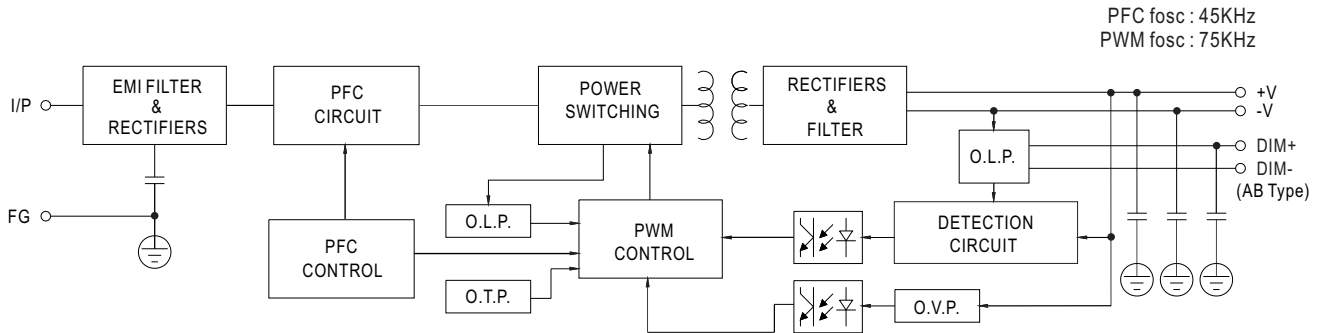 PFC fosc : 45KHz
PWM fosc : 75KHz
I/P
EMI FILTER
&
RECTIFIERS
PFC
CIRCUIT
POWER
SWITCHING
RECTIFIERS
&
FILTER
+V
-V
O.L.P.
DIM+
DIM-
(AB Type)
FG
O.L.P.
PFC
CONTROL
PWM
CONTROL
DETECTION
CIRCUIT
O.T.P.
O.V.P.